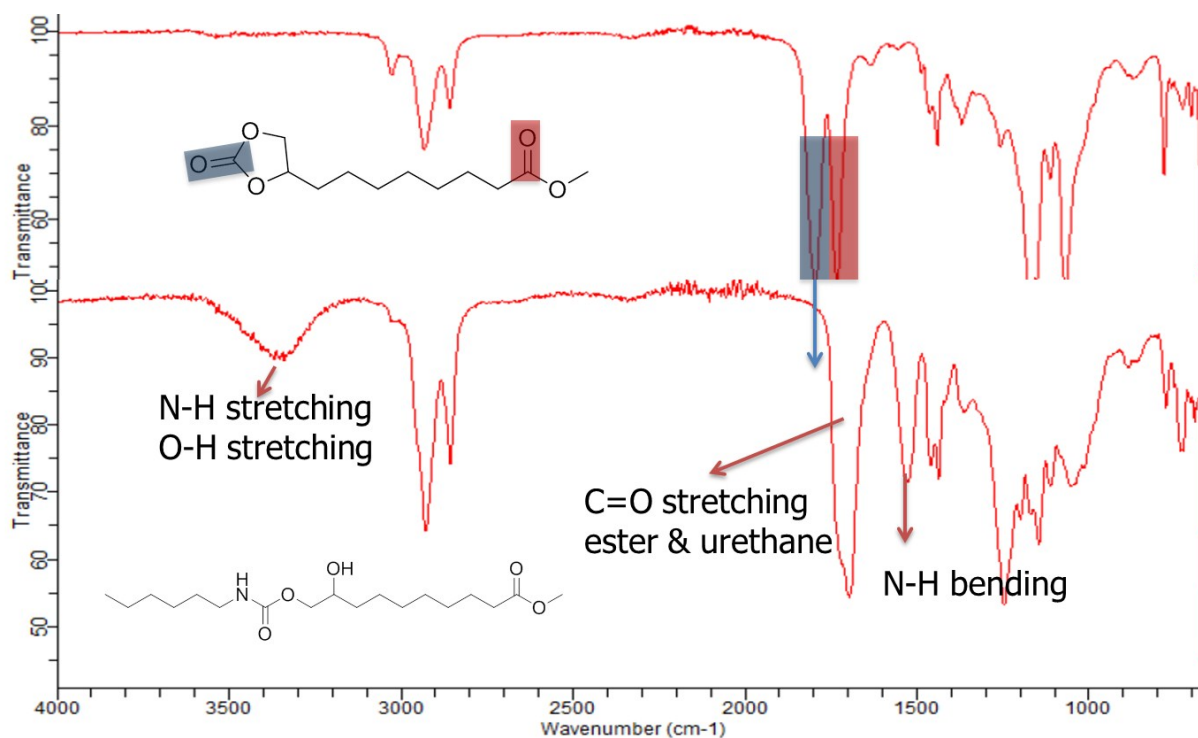 100
80
60
Transmittance
O
O
O
O
O
100
90
80
70
60
50
Transmittance
N-H stretching
O-H stretching
C=O stretching
ester & urethane
N-H bending
H
N
O
O
OH
O
O
4000
3500
3000
2500
2000
1500
1000
Wavenumber (cm-1)